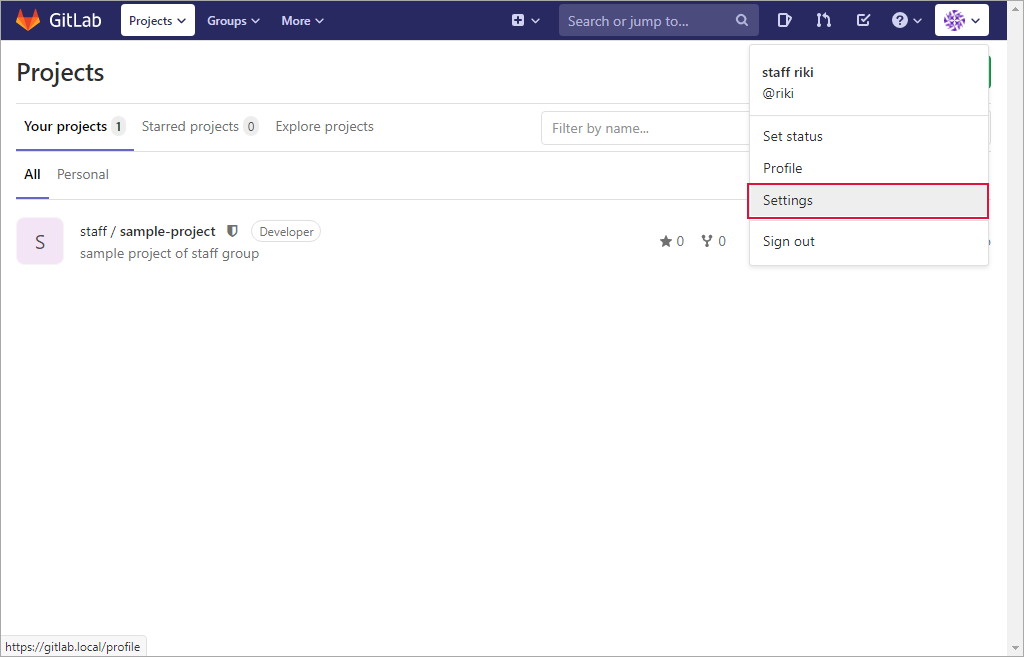 GitLab Projects Groups More Search or jump to...
Projects
staff riki
@riki
Your projects 1 Starred projects 0 Explore projects Filter by name...
Set status
Profile
All Personal
Settings
S
staff / sample-project Developer
sample project of staff group
0 0
Sign out
https://gitlab.local/profile